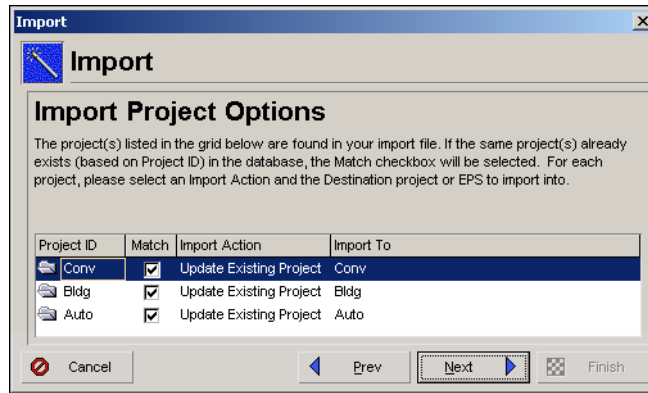 Import
Import
Import Project Options
The project(s) listed in the grid below are found in your import file. If the same project(s) already
exists (based on Project ID) in the database, the Match checkbox will be selected. For each
project, please select an Import Action and the Destination project or EPS to import into.
Project ID Match Import Action Import To
Conv Update Existing Project Conv
Bldg Update Existing Project Bldg
Auto Update Existing Project Auto
Cancel Prev Next Finish